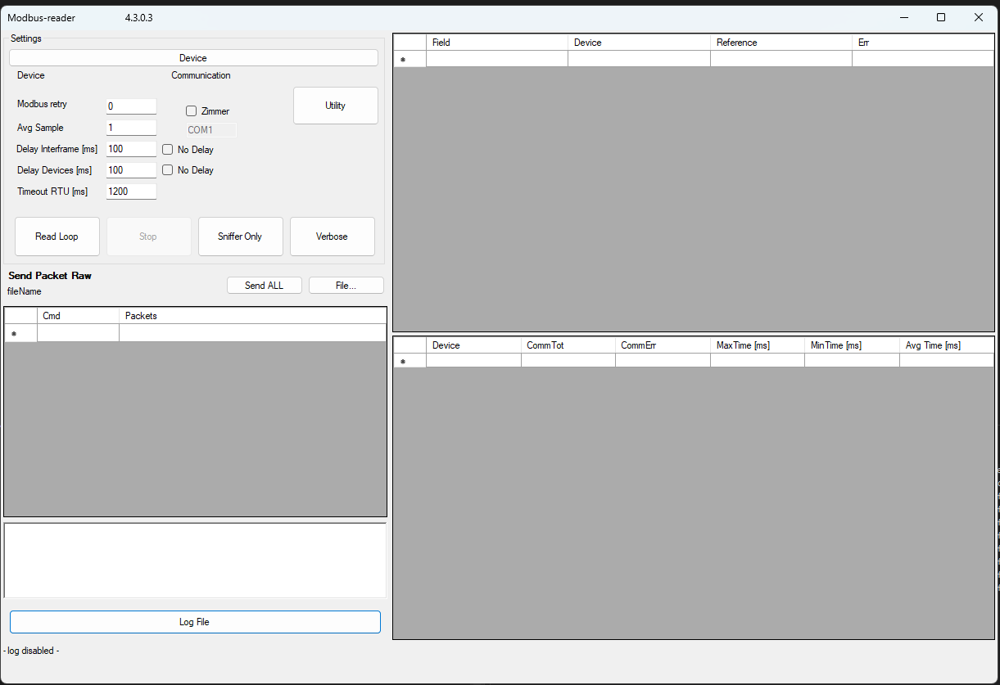 Modbus-reader 4.3.0.3
Settings
Device
Device Communication
Utility
Modbus retry 0
Zimmer
Avg Sample 1
COM1
Delay Interframe [ms] 100 No Delay
Delay Devices [ms] 100 No Delay
Timeout RTU [ms] 1200
Read Loop Stop Sniffer Only Verbose
Send Packet Raw
fileName
Send ALL File...
Cmd Packets
Log File
- log disabled -
Field Device Reference Err
Device CommTot CommErr MaxTime [ms] MinTime [ms] Avg Time [ms]